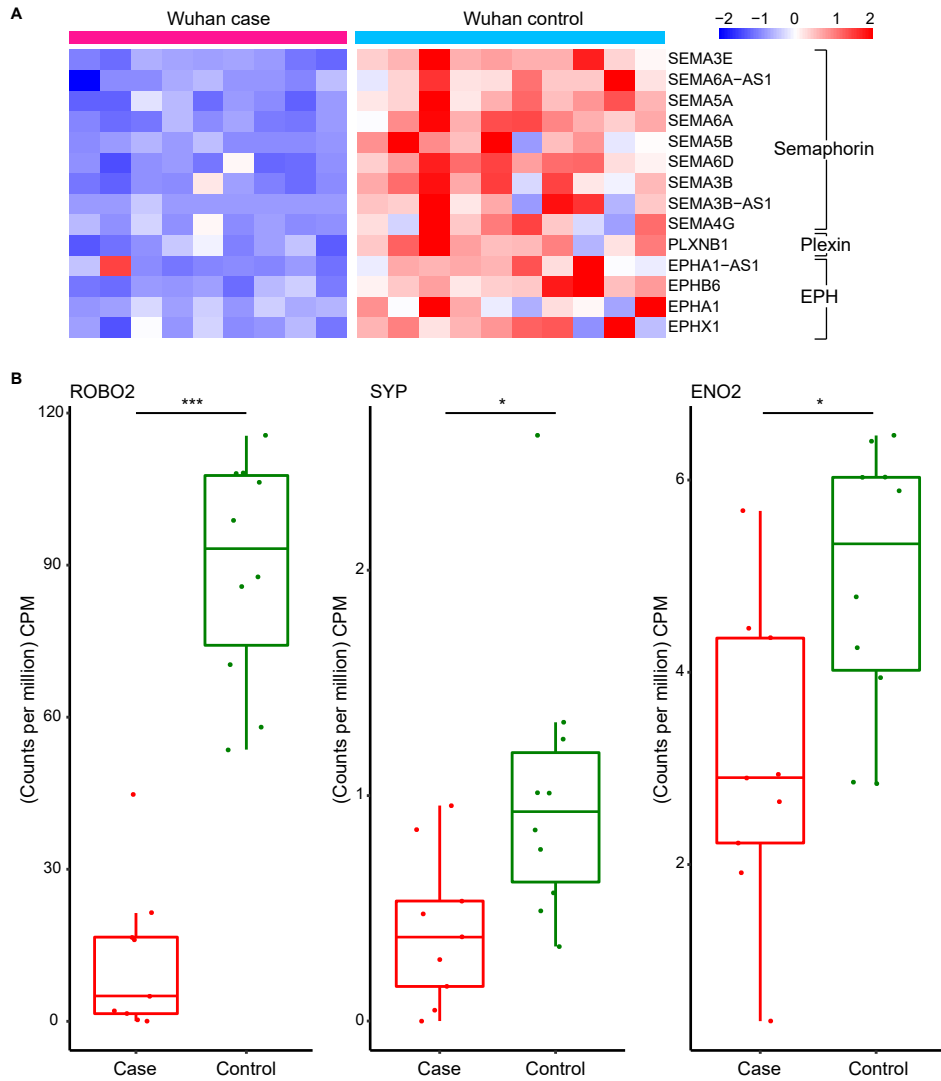 A
Wuhan case
Wuhan control
−2 −1 0 1 2
SEMA3E
SEMA6A−AS1
SEMA5A
SEMA6A
SEMA5B
SEMA6D
SEMA3B
SEMA3B−AS1
SEMA4G
PLXNB1
EPHA1−AS1
EPHB6
EPHA1
EPHX1
Semaphorin
Plexin
EPH
B
ROBO2
***
(Counts per million) CPM
120
90
60
30
0
Case Control
SYP
*
(Counts per million) CPM
2
1
0
Case Control
ENO2
*
(Counts per million) CPM
6
4
2
Case Control